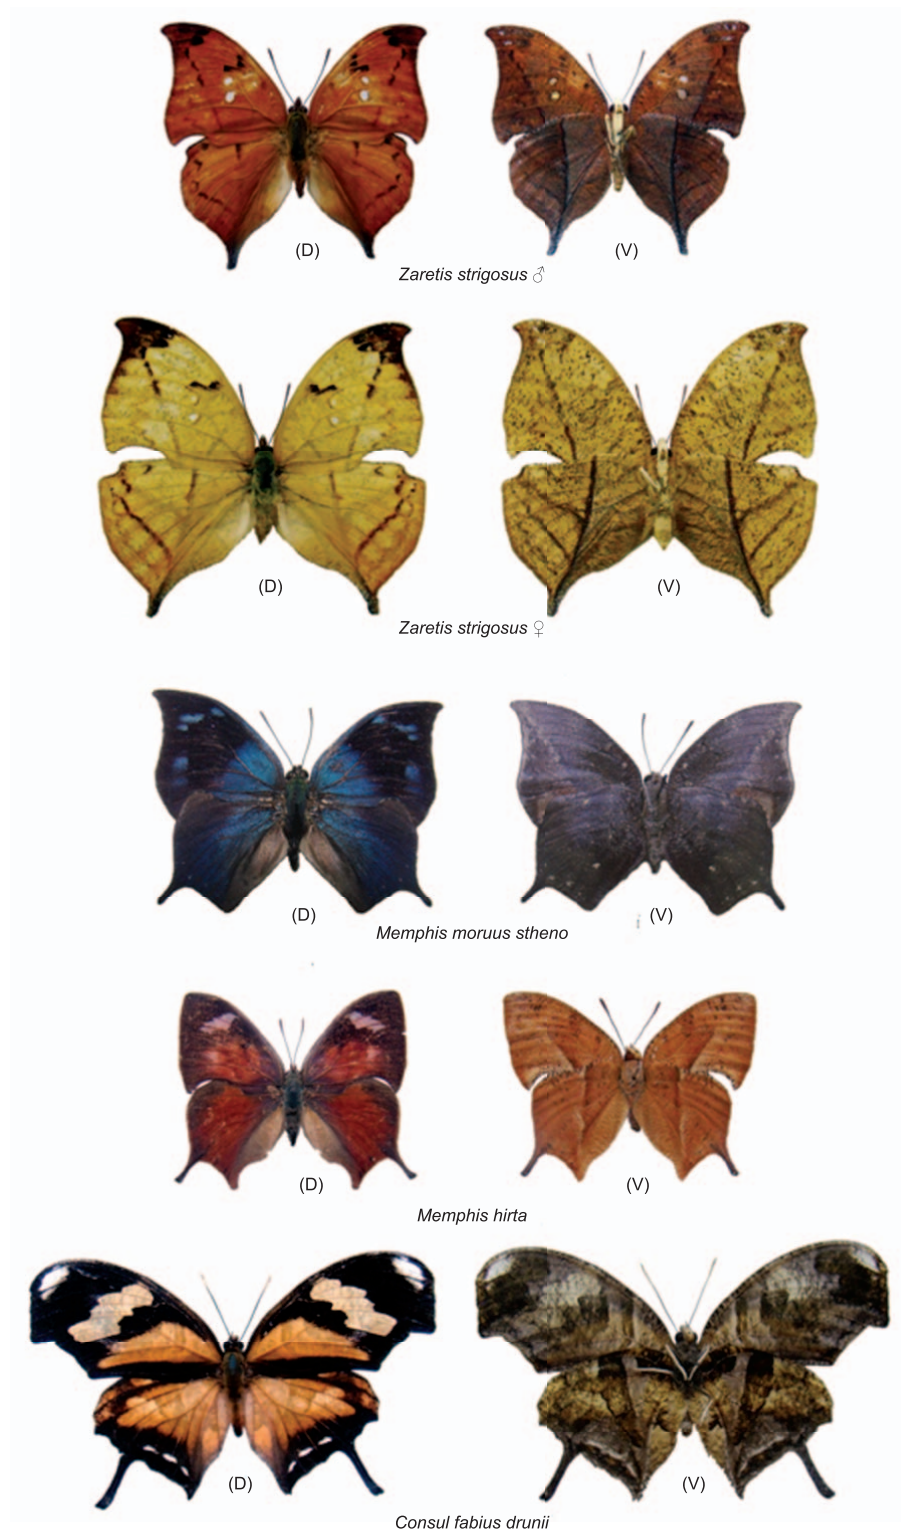 (D)
(V)
Zaretis strigosus ♂
(D)
(V)
Zaretis strigosus ♀
(D)
(V)
Memphis moruus stheno
(D)
(V)
Memphis hirta
(D)
(V)
Consul fabius drunii